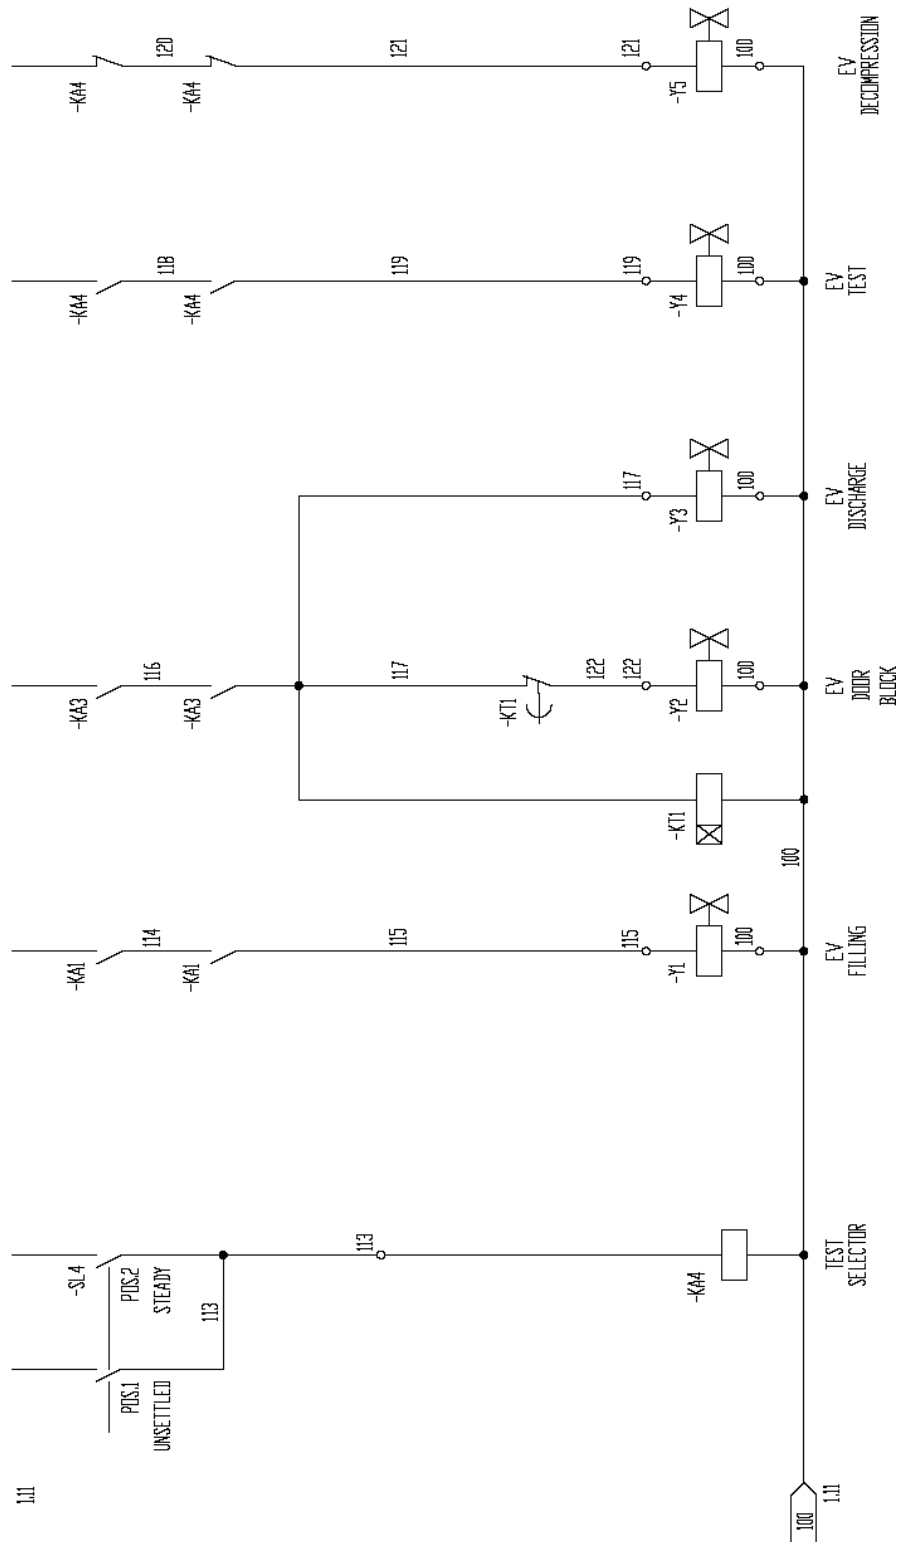 1.11
-SL4
-KA1
-KA3
-KA4
-KA4
POS.1
UNSETTLED
POS.2
STEADY
114
116
118
120
-KA1
-KA3
-KA4
-KA4
113
113
115
117
119
121
-KT1
122
115
122
117
119
121
-KA4
-Y1
-KT1
-Y2
-Y3
-Y4
-Y5
100
100
100
100
100
100
100
1.11
TEST
SELECTOR
EV
FILLING
EV
DOOR
BLOCK
EV
DISCHARGE
EV
TEST
EV
DECOMPRESSION